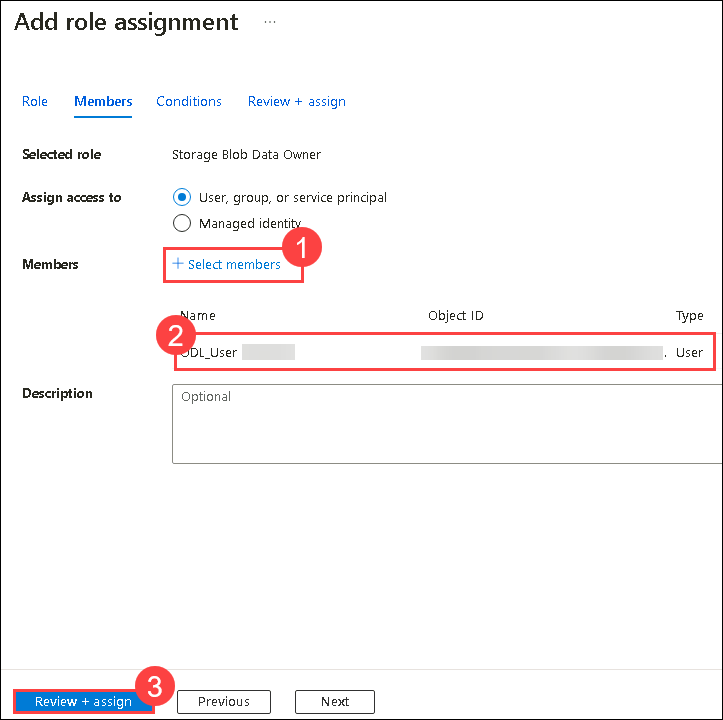 Add role assignment ...
Role Members Conditions Review + assign
Selected role Storage Blob Data Owner
Assign access to User, group, or service principal
Managed identity
1
Members + Select members
Name Object ID Type
2
ODL_User . User
Description Optional
3
Review + assign Previous Next